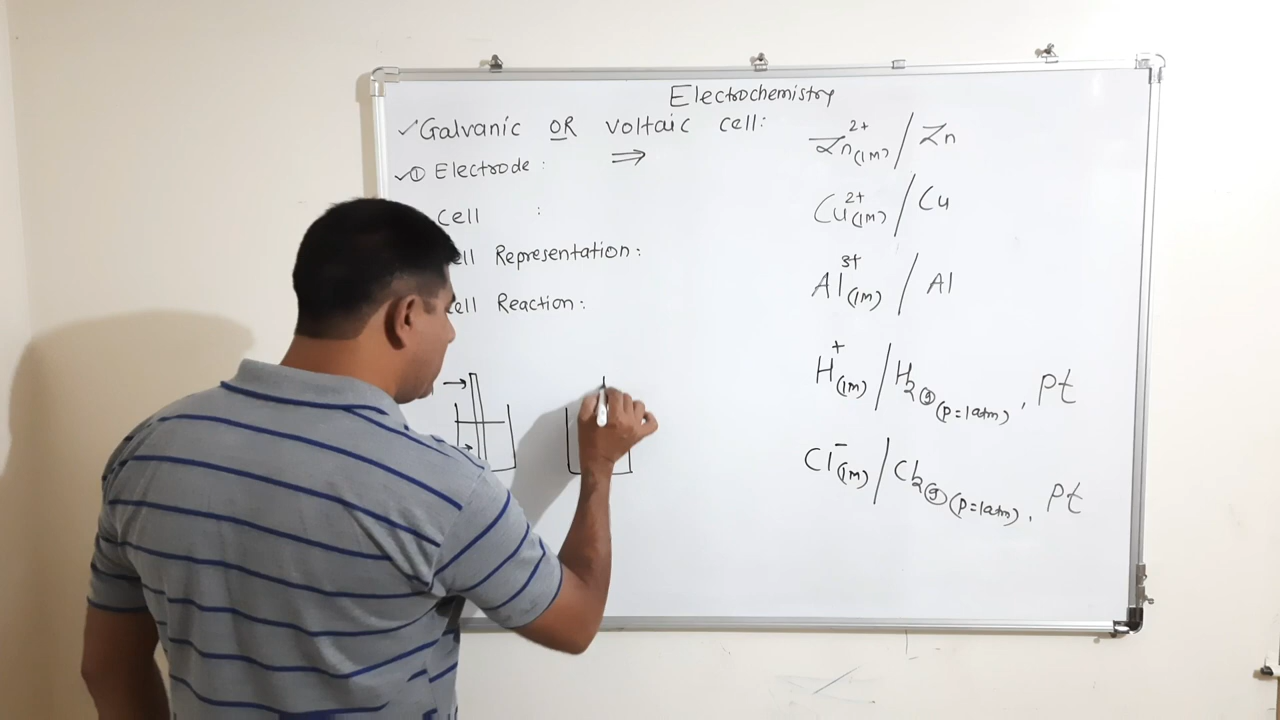 Electrochemistry
✓Galvanic OR voltaic cell:
✓① Electrode : ⇒
Cell :
ell Representation:
cell Reaction:
Zn²⁺(1M) / Zn
Cu²⁺(1M) / Cu
Al³⁺(1M) / Al
H⁺(1M) / H₂(g) (P=1atm), Pt
Cl⁻(1M) / Cl₂(g) (P=1atm), Pt